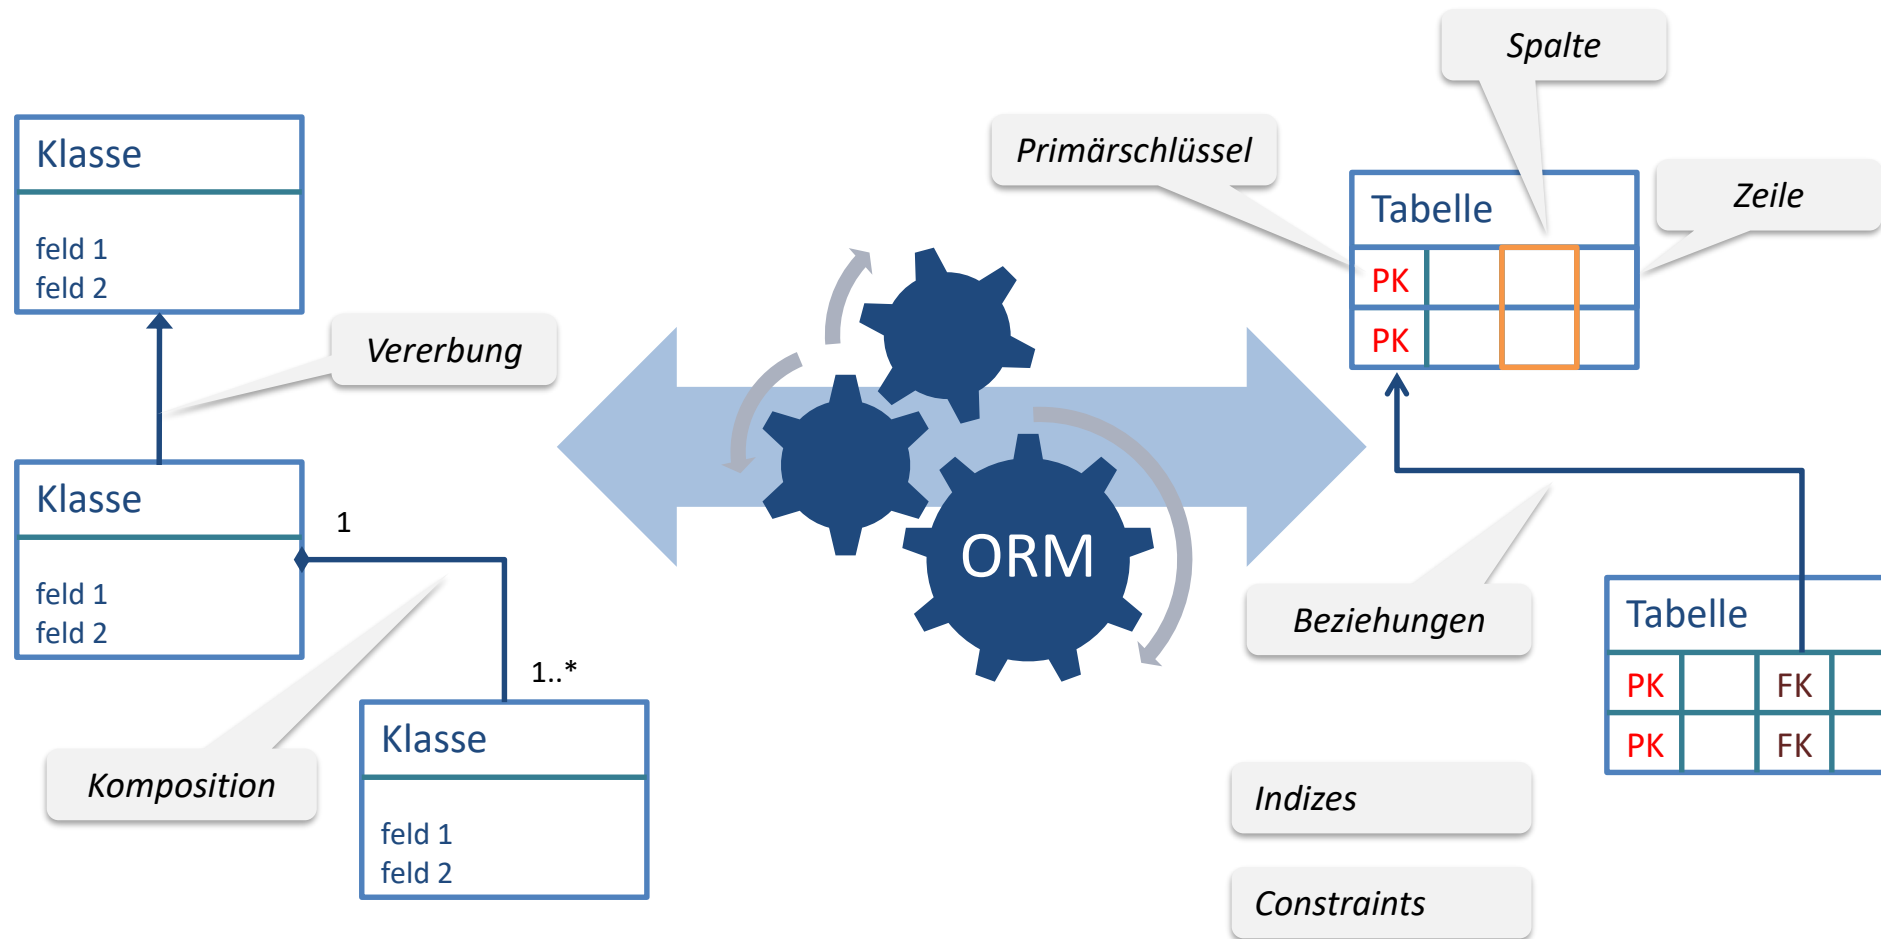 Spalte
Klasse
Primärschlüssel
Tabelle
Zeile
feld 1
feld 2
PK
PK
Vererbung
Klasse
1
feld 1
feld 2
ORM
Beziehungen
Tabelle
1..*
PK FK
PK FK
Klasse
Komposition
Indizes
feld 1
feld 2
Constraints